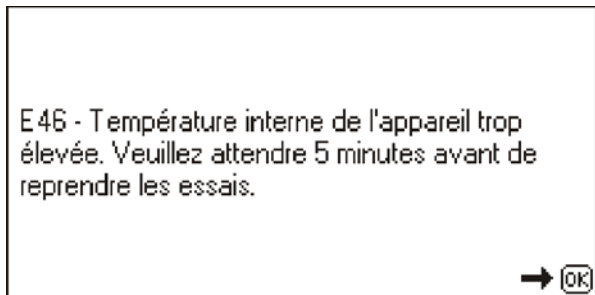 E46 - Température interne de l'appareil trop
élevée. Veuillez attendre 5 minutes avant de
reprendre les essais.
➡ OK